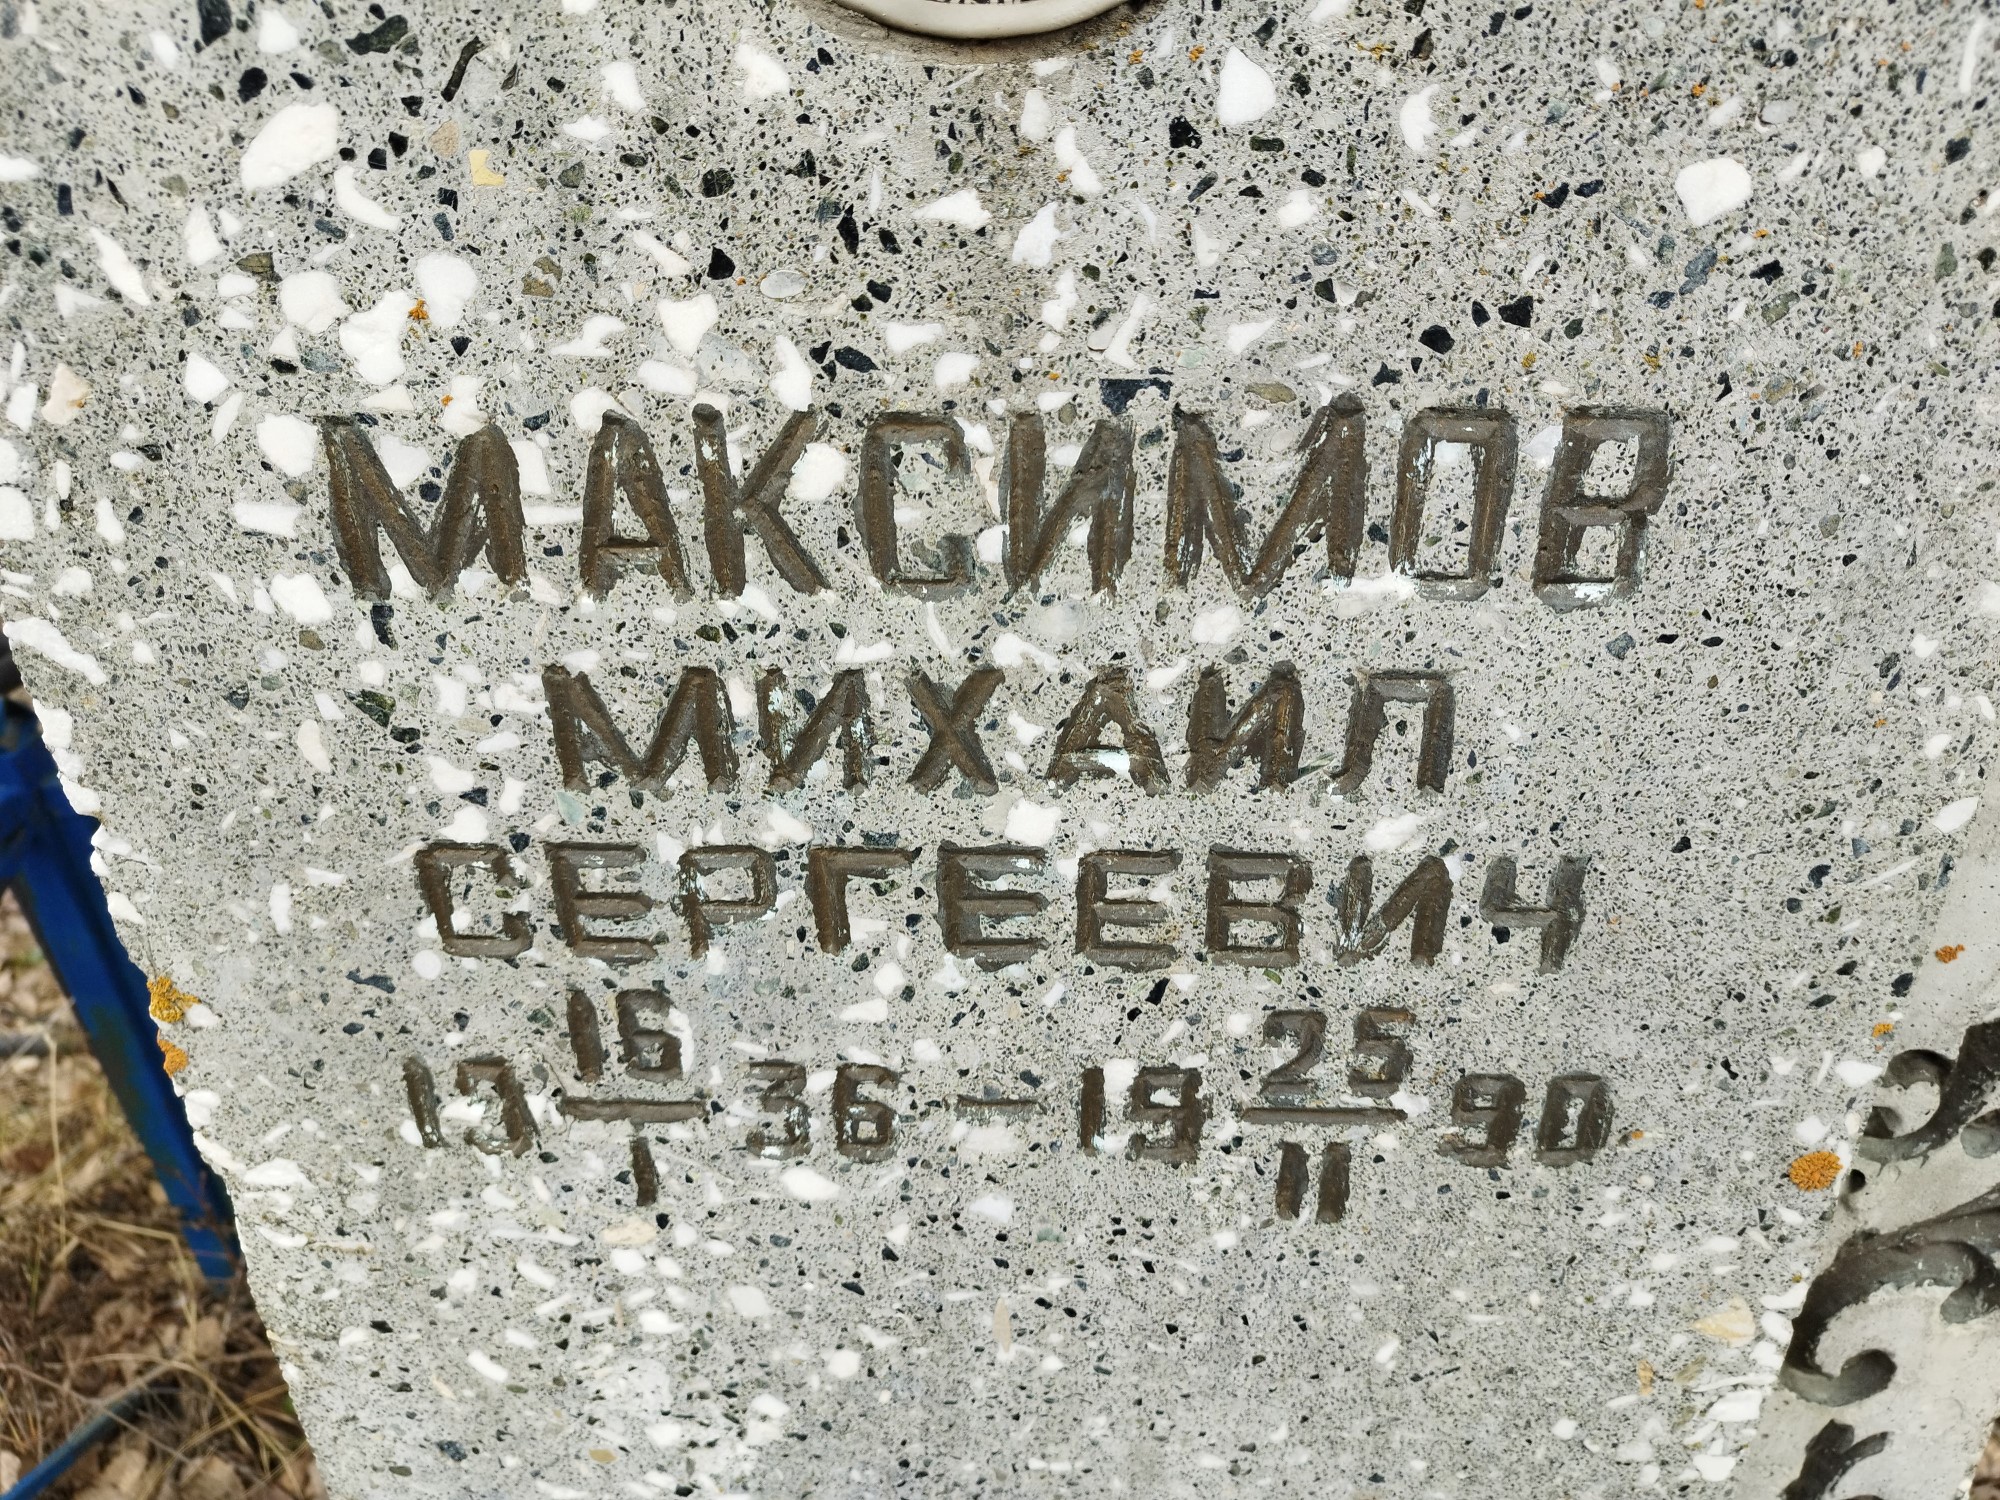 МАКСИМОВ
МИХАИЛ
СЕРГЕЕВИЧ
19 16/I 36 — 19 25/II 90